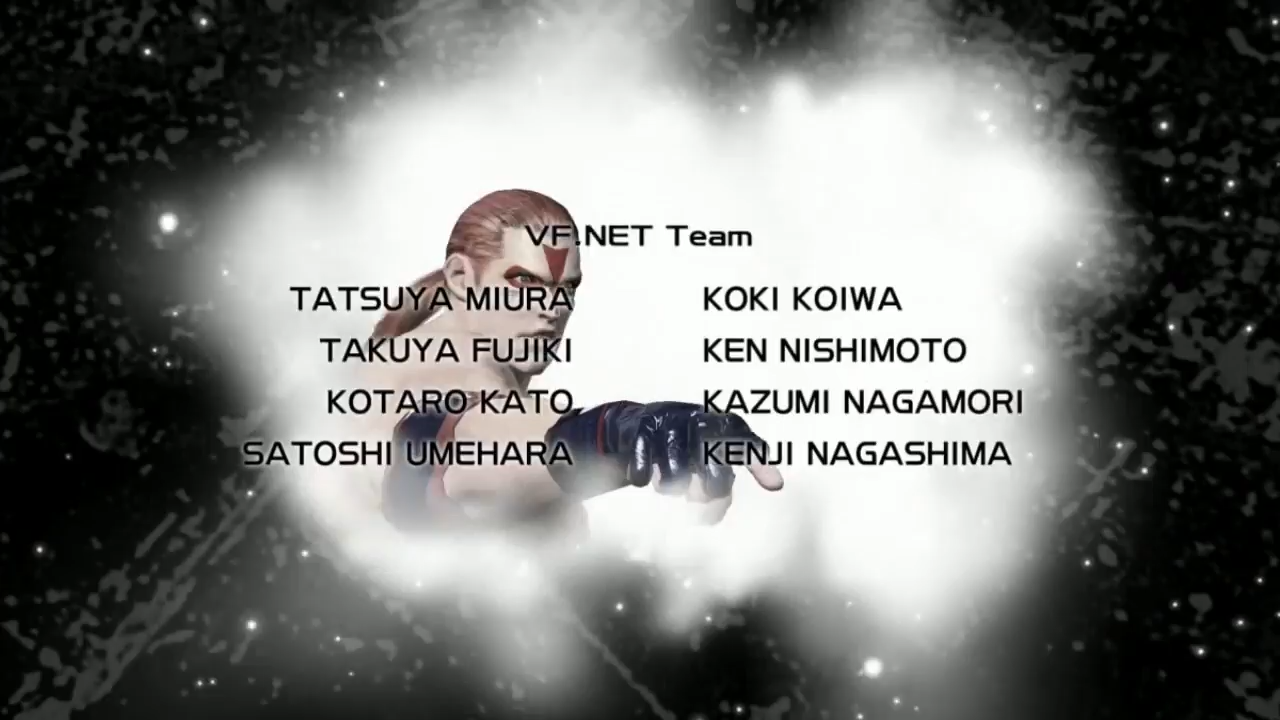 VF.NET Team
TATSUYA MIURA KOKI KOIWA
TAKUYA FUJIKI KEN NISHIMOTO
KOTARO KATO KAZUMI NAGAMORI
SATOSHI UMEHARA KENJI NAGASHIMA